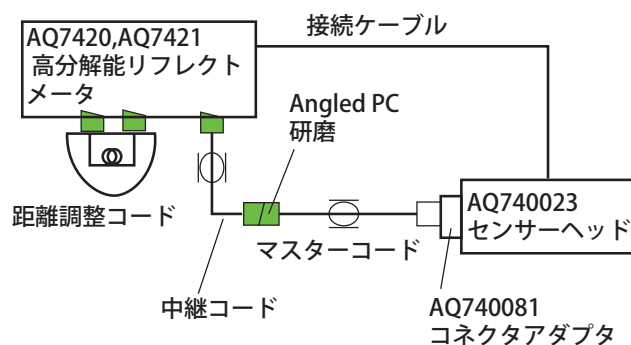 AQ7420,AQ7421
高分解能リフレクト
メータ
接続ケーブル
Angled PC
研磨
距離調整コード
マスターコード
AQ740023
センサーヘッド
中継コード
AQ740081
コネクタアダプタ